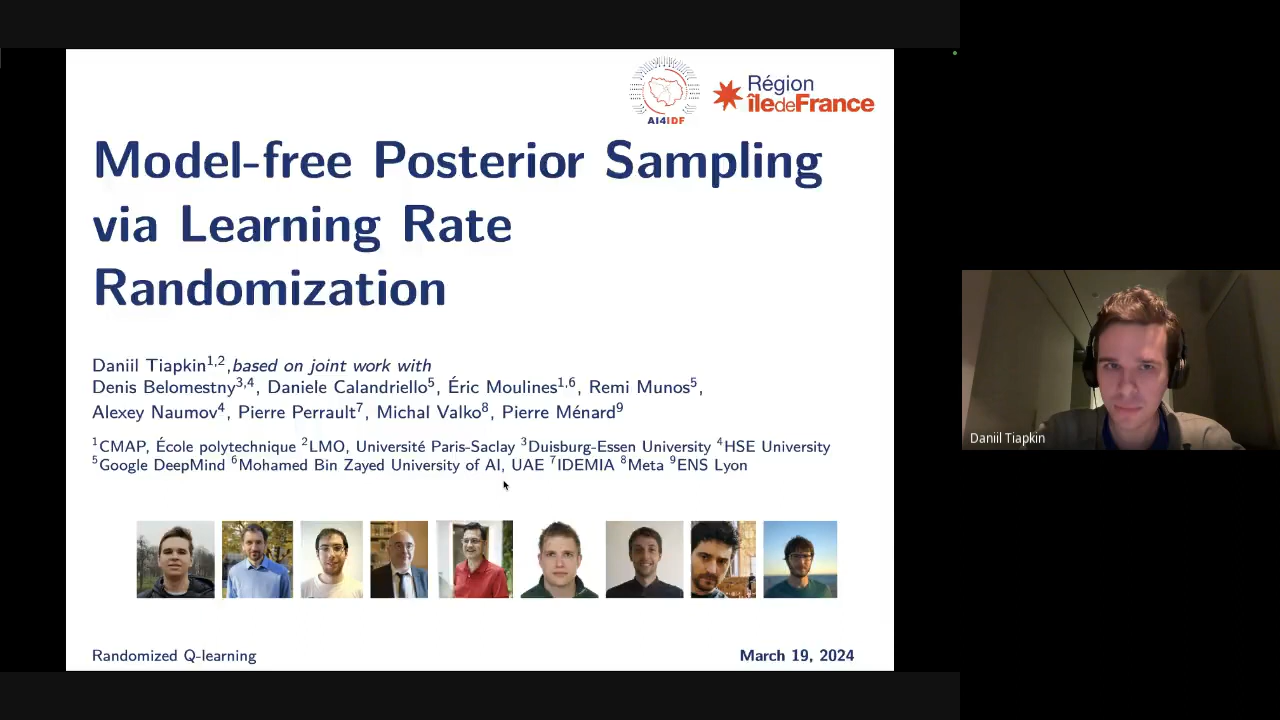 AI4IDF
Région
îledeFrance
Model-free Posterior Sampling
via Learning Rate
Randomization
Daniil Tiapkin1,2,based on joint work with
Denis Belomestny3,4, Daniele Calandriello5, Éric Moulines1,6, Remi Munos5,
Alexey Naumov4, Pierre Perrault7, Michal Valko8, Pierre Ménard9
1CMAP, École polytechnique 2LMO, Université Paris-Saclay 3Duisburg-Essen University 4HSE University
5Google DeepMind 6Mohamed Bin Zayed University of AI, UAE 7IDEMIA 8Meta 9ENS Lyon
Randomized Q-learning
March 19, 2024
Daniil Tiapkin